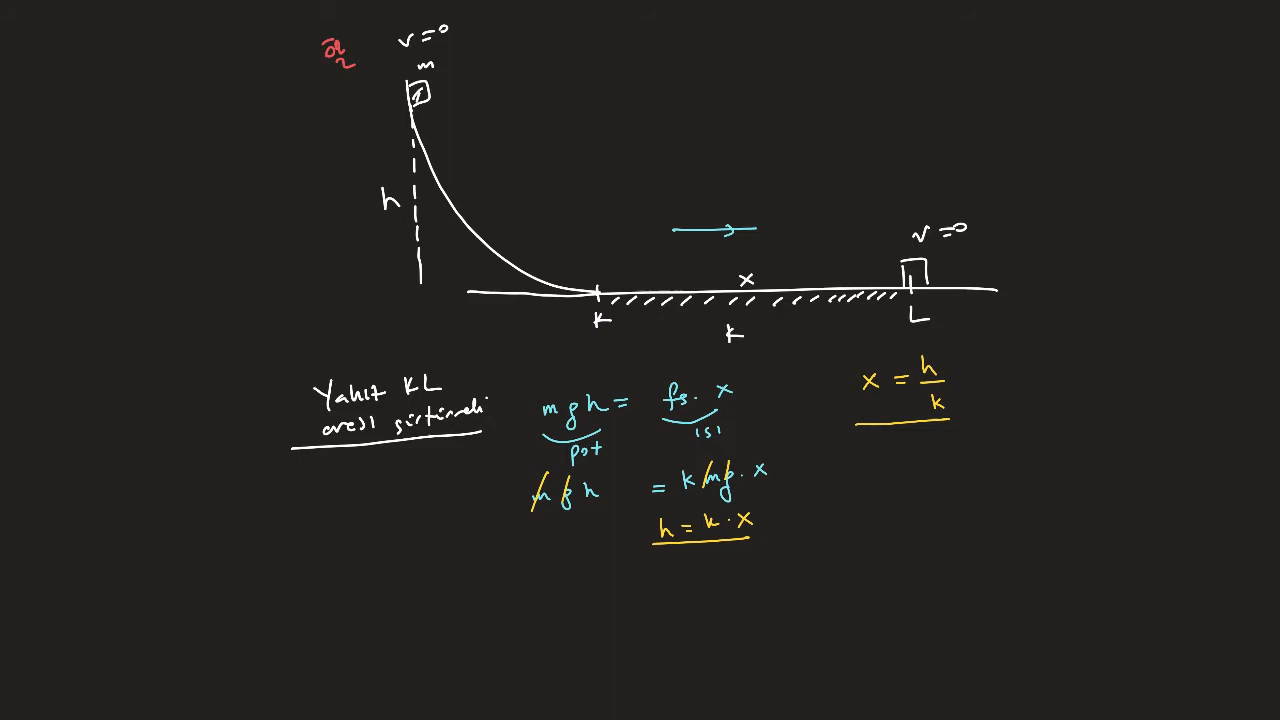 v=0
m
h
v=0
x
K
k
L
Yalnız KL
arası sürtünmeli
mgh = fs. x
pot
ısı
mgh = k mg. x
h = k. x
x = h/k